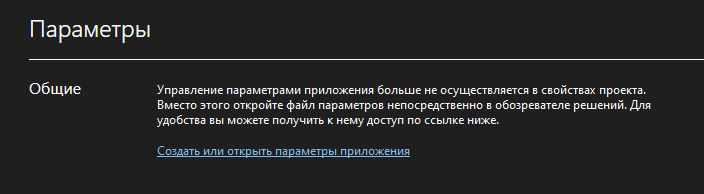 Параметры
Общие
Управление параметрами приложения больше не осуществляется в свойствах проекта.
Вместо этого откройте файл параметров непосредственно в обозревателе решений. Для
удобства вы можете получить к нему доступ по ссылке ниже.
Создать или открыть параметры приложения